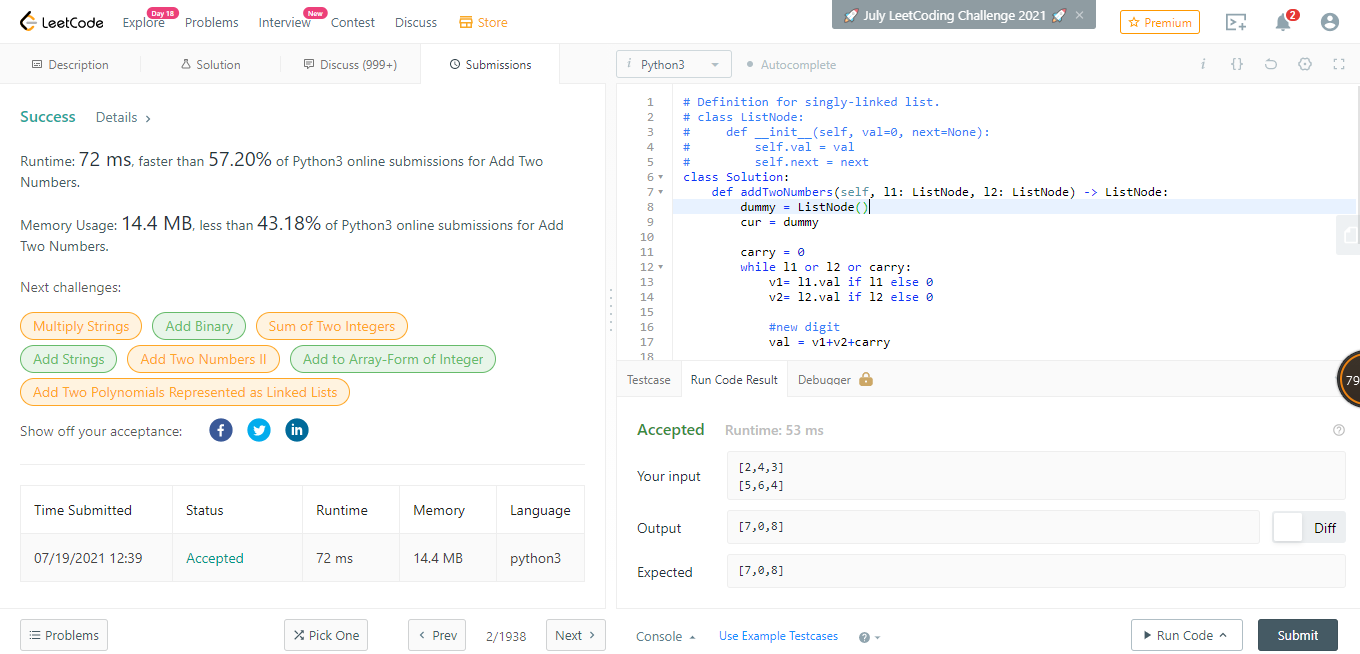 LeetCode
Explore
Day 18
Problems
Interview
New
Contest
Discuss
Store
🚀 July LeetCoding Challenge 2021 🚀 ×
Premium
2
Description
Solution
Discuss (999+)
Submissions
i Python3
Autocomplete
i {}
Success
Details >
Runtime: 72 ms, faster than 57.20% of Python3 online submissions for Add Two
Numbers.
Memory Usage: 14.4 MB, less than 43.18% of Python3 online submissions for Add
Two Numbers.
Next challenges:
Multiply Strings
Add Binary
Sum of Two Integers
Add Strings
Add Two Numbers II
Add to Array-Form of Integer
Add Two Polynomials Represented as Linked Lists
Show off your acceptance:
Time Submitted Status Runtime Memory Language
07/19/2021 12:39 Accepted 72 ms 14.4 MB python3
1 # Definition for singly-linked list.
2 # class ListNode:
3 #     def __init__(self, val=0, next=None):
4 #         self.val = val
5 #         self.next = next
6 class Solution:
7     def addTwoNumbers(self, l1: ListNode, l2: ListNode) -> ListNode:
8         dummy = ListNode()
9         cur = dummy
10
11         carry = 0
12         while l1 or l2 or carry:
13             v1= l1.val if l1 else 0
14             v2= l2.val if l2 else 0
15
16             #new digit
17             val = v1+v2+carry
18
Testcase
Run Code Result
Debugger
79
Accepted Runtime: 53 ms
Your input
[2,4,3]
[5,6,4]
Output
[7,0,8]
Diff
Expected
[7,0,8]
Problems
Pick One
< Prev
2/1938
Next >
Console
Use Example Testcases
Run Code
Submit